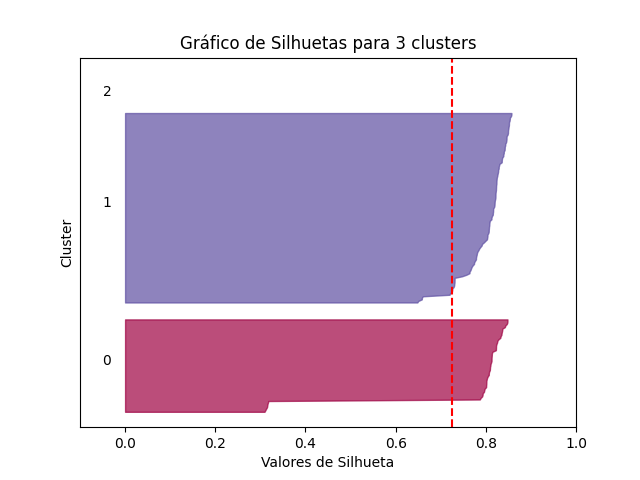 Gráfico de Silhuetas para 3 clusters
2
1
0
Cluster
0.0 0.2 0.4 0.6 0.8 1.0
Valores de Silhueta